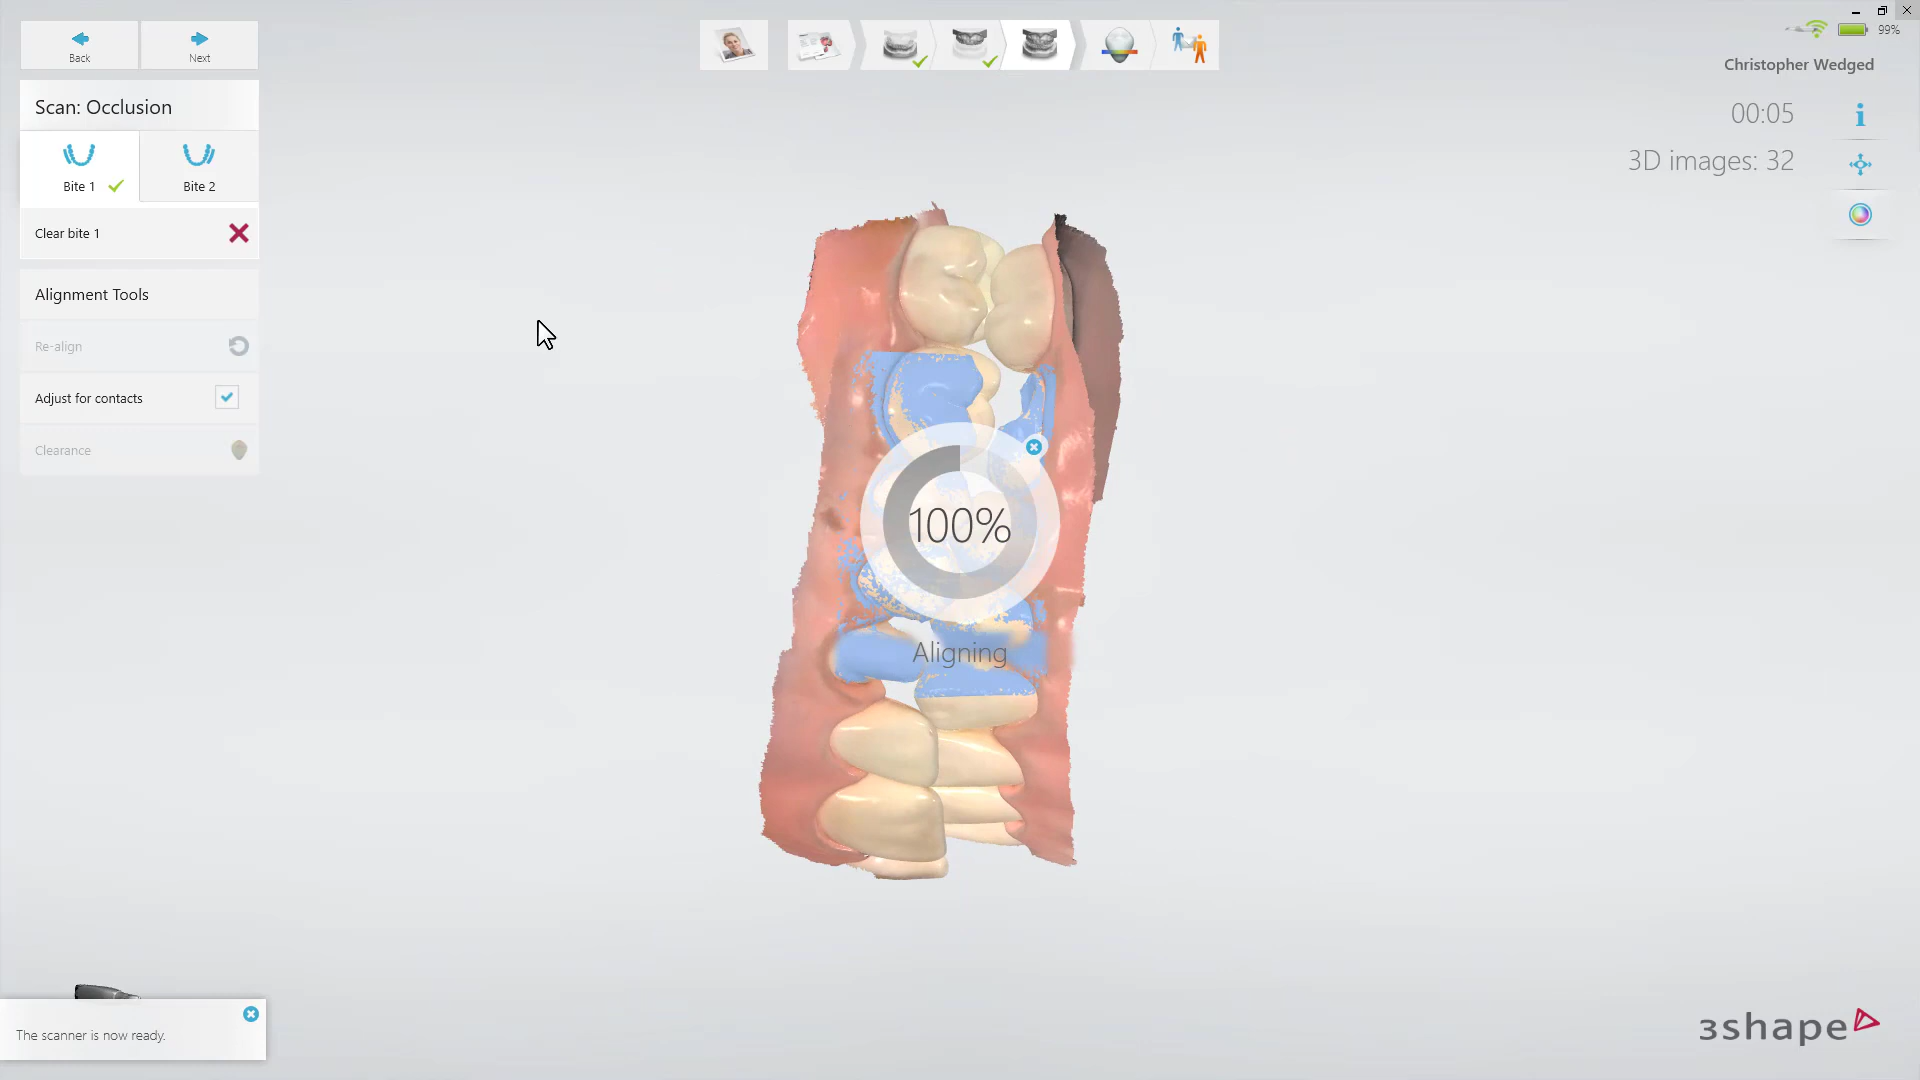 Back
Next
99%
Christopher Wedged
Scan: Occlusion
00:05
3D images: 32
Bite 1
Bite 2
Clear bite 1
Alignment Tools
Re-align
Adjust for contacts
Clearance
100%
Aligning
The scanner is now ready.
3shape